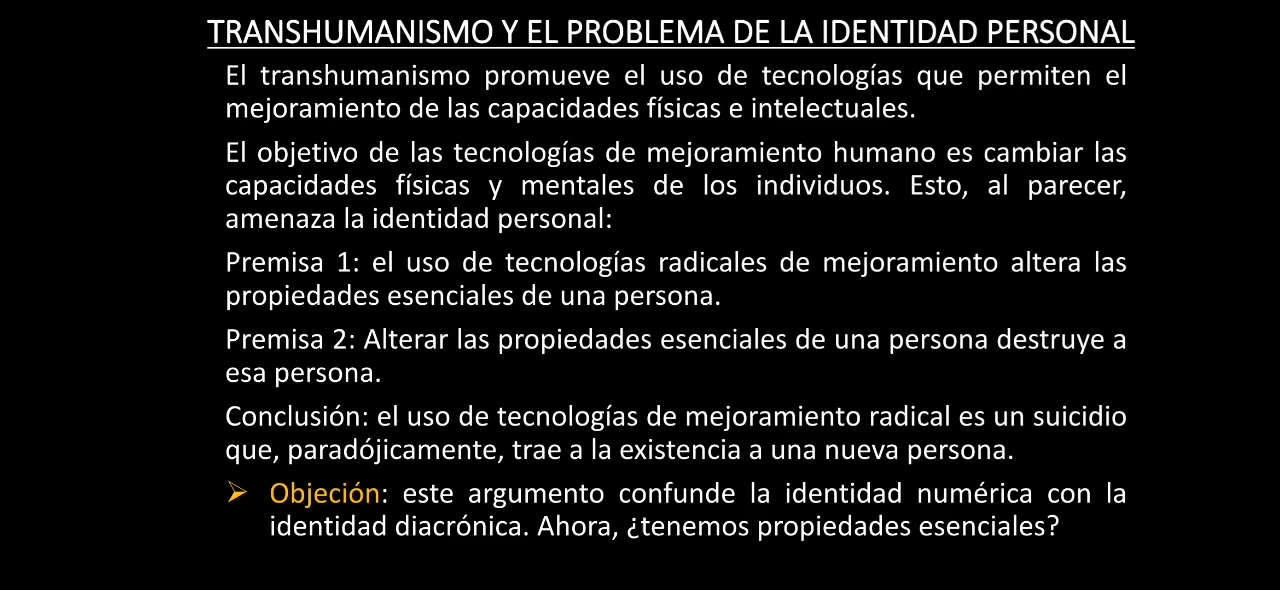 TRANSHUMANISMO Y EL PROBLEMA DE LA IDENTIDAD PERSONAL
El transhumanismo promueve el uso de tecnologías que permiten el
mejoramiento de las capacidades físicas e intelectuales.
El objetivo de las tecnologías de mejoramiento humano es cambiar las
capacidades físicas y mentales de los individuos. Esto, al parecer,
amenaza la identidad personal:
Premisa 1: el uso de tecnologías radicales de mejoramiento altera las
propiedades esenciales de una persona.
Premisa 2: Alterar las propiedades esenciales de una persona destruye a
esa persona.
Conclusión: el uso de tecnologías de mejoramiento radical es un suicidio
que, paradójicamente, trae a la existencia a una nueva persona.
➢ Objeción: este argumento confunde la identidad numérica con la
identidad diacrónica. Ahora, ¿tenemos propiedades esenciales?